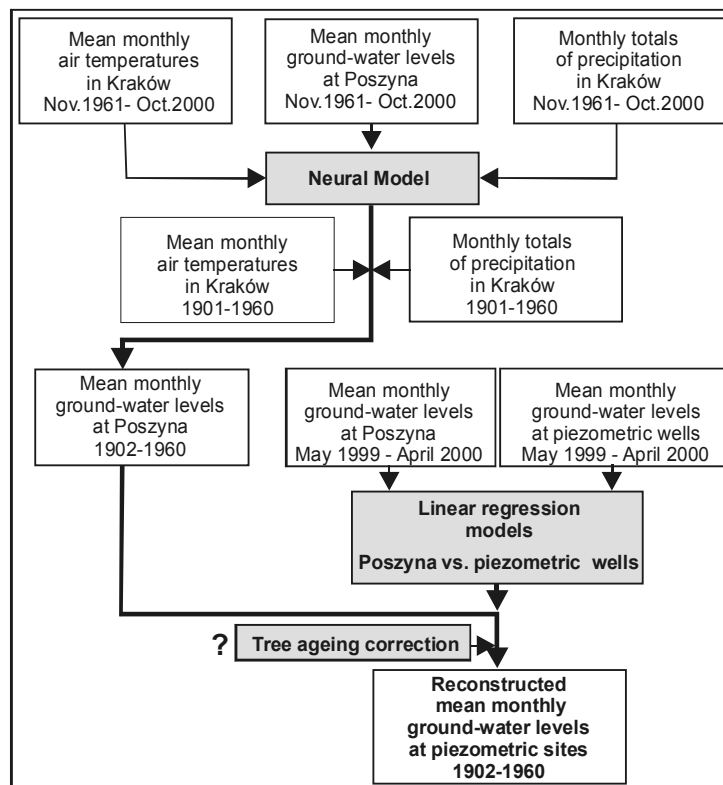 Mean monthly
air temperatures
in Kraków
Nov.1961- Oct.2000
Mean monthly
ground-water levels
at Poszyna
Nov.1961- Oct.2000
Monthly totals
of precipitation
in Kraków
Nov.1961- Oct.2000
Neural Model
Mean monthly
air temperatures
in Kraków
1901-1960
Monthly totals
of precipitation
in Kraków
1901-1960
Mean monthly
ground-water levels
at Poszyna
1902-1960
Mean monthly
ground-water levels
at Poszyna
May 1999 - April 2000
Mean monthly
ground-water levels
at piezometric wells
May 1999 - April 2000
Linear regression
models
Poszyna vs. piezometric wells
? Tree ageing correction
Reconstructed
mean monthly
ground-water levels
at piezometric sites
1902-1960